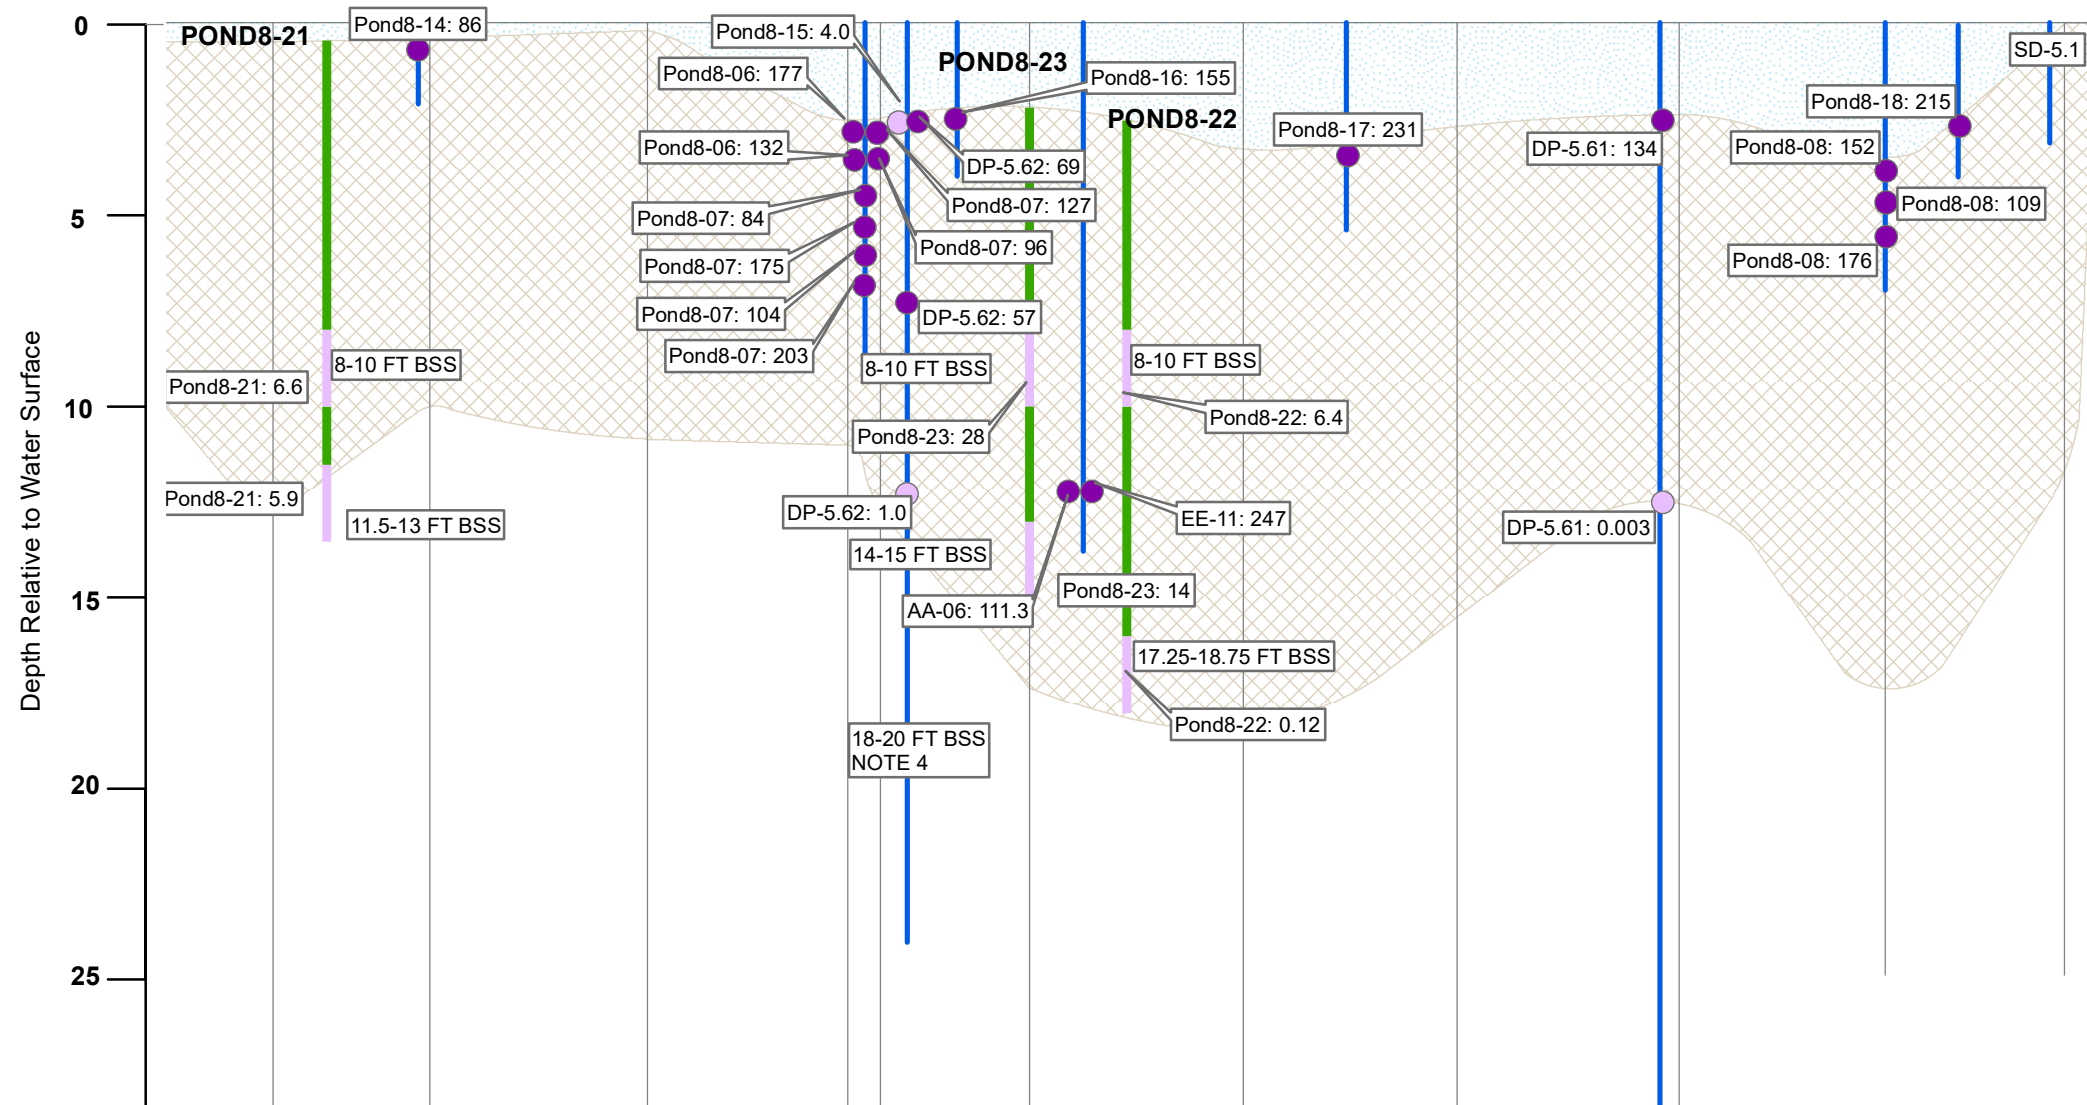 0
POND8-21
Pond8-14: 86
Pond8-15: 4.0
POND8-23
SD-5.1
Pond8-06: 177
Pond8-16: 155
POND8-22
Pond8-17: 231
Pond8-18: 215
Pond8-06: 132
DP-5.62: 69
DP-5.61: 134
Pond8-08: 152
5
Pond8-07: 84
Pond8-07: 127
Pond8-08: 109
Pond8-07: 175
Pond8-07: 96
Pond8-08: 176
Pond8-07: 104
DP-5.62: 57
Pond8-07: 203
8-10 FT BSS
8-10 FT BSS
8-10 FT BSS
Pond8-21: 6.6
10
Pond8-23: 28
Pond8-22: 6.4
Pond8-21: 5.9
11.5-13 FT BSS
DP-5.62: 1.0
EE-11: 247
DP-5.61: 0.003
14-15 FT BSS
15
AA-06: 111.3
Pond8-23: 14
17.25-18.75 FT BSS
Pond8-22: 0.12
18-20 FT BSS
NOTE 4
20
25
Depth Relative to Water Surface